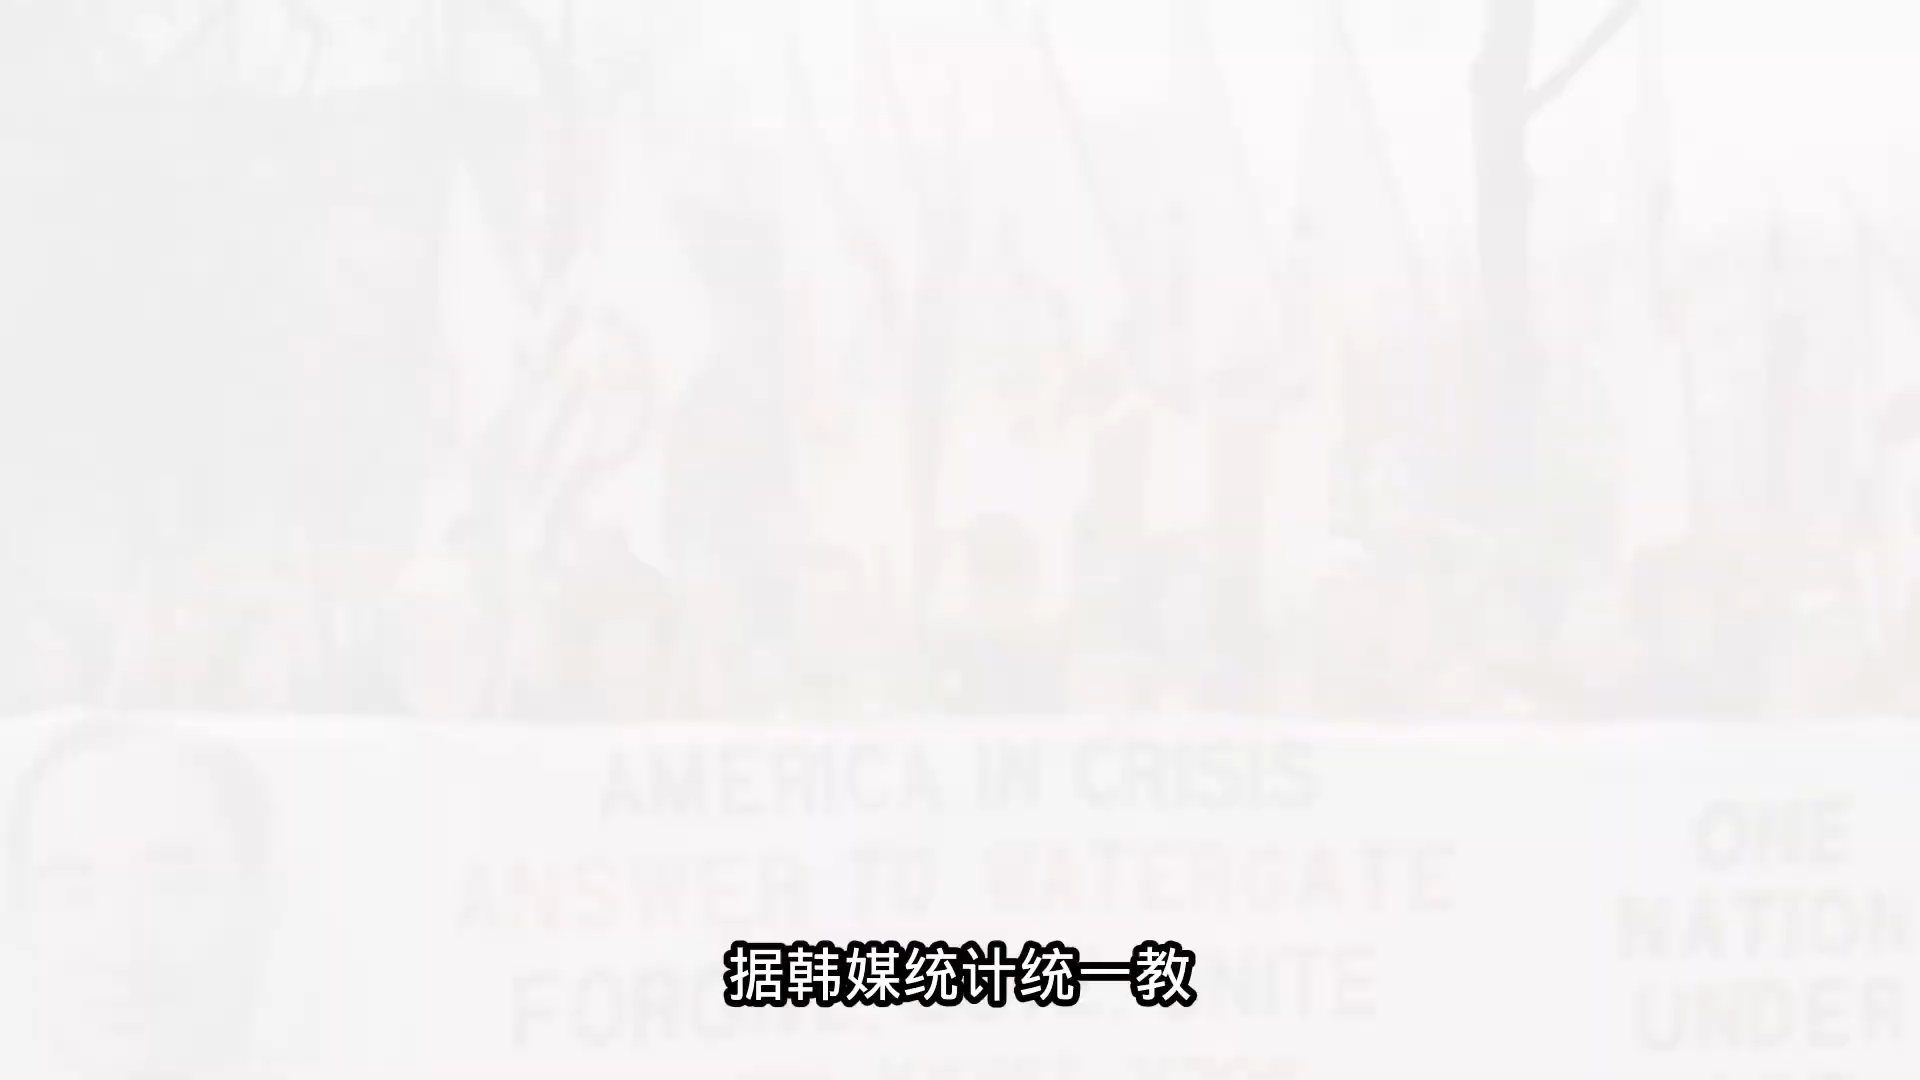 AMERICA IN CRISIS
ANSWER TO WATERGATE
ONE
NATION
UNDER
据韩媒统计统一教